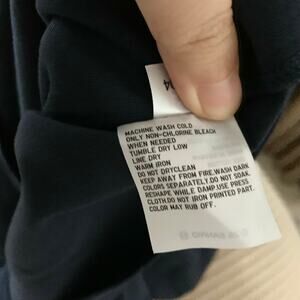 MACHINE WASH COLD
ONLY NON-CHLORINE BLEACH
WHEN NEEDED
TUMBLE DRY LOW
LINE DRY
WARM IRON
DO NOT DRYCLEAN
KEEP AWAY FROM FIRE.WASH DARK
COLORS SEPARATELY.DO NOT SOAK.
RESHAPE WHILE DAMP.USE PRESS
CLOTH.DO NOT IRON PRINTED PART.
COLOR MAY RUB OFF.